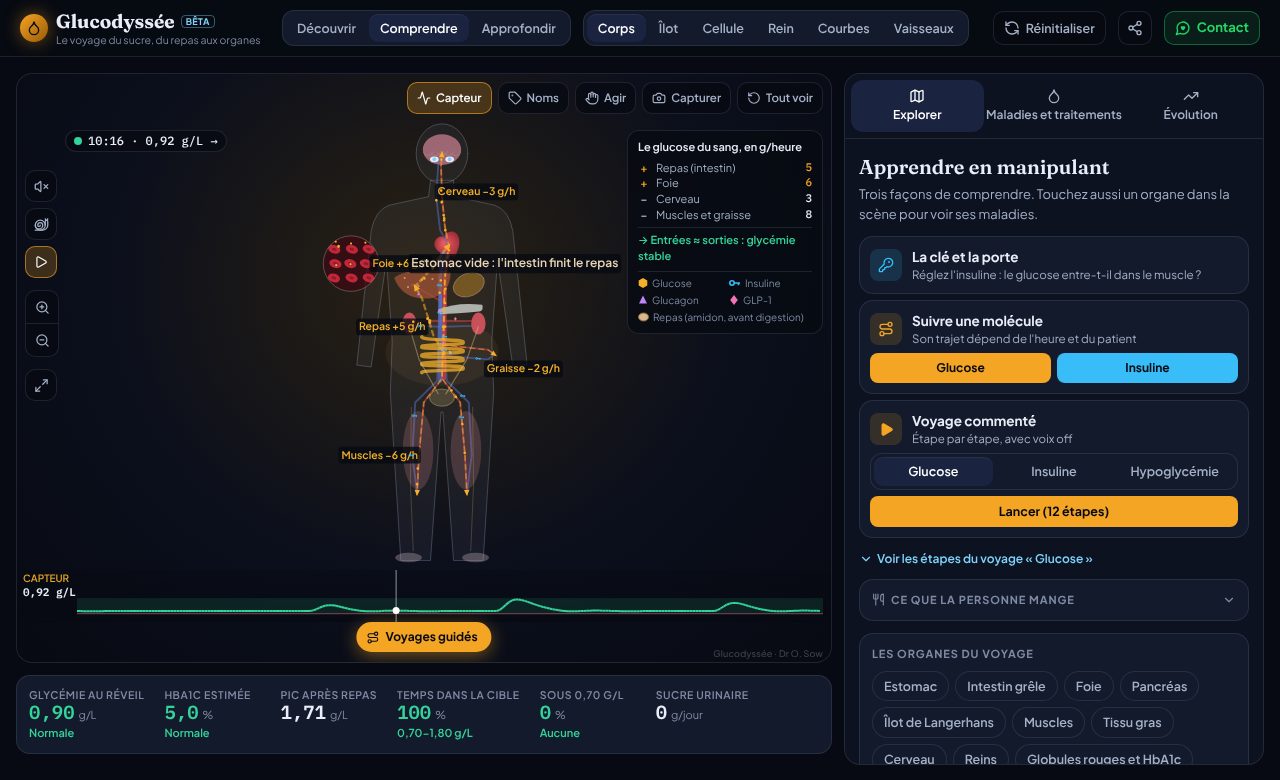 Glucodyssée BÊTA
Le voyage du sucre, du repas aux organes
Découvrir Comprendre Approfondir
Corps Îlot Cellule Rein Courbes Vaisseaux
Réinitialiser
Contact
Capteur Noms Agir Capturer Tout voir
10:16 · 0,92 g/L →
Le glucose du sang, en g/heure
+ Repas (intestin) 5
+ Foie 6
− Cerveau 3
− Muscles et graisse 8
→ Entrées ≈ sorties : glycémie
stable
Glucose Insuline
Glucagon GLP-1
Repas (amidon, avant digestion)
Cerveau −3 g/h
Foie +6
Estomac vide : l'intestin finit le repas
Repas +5 g/h
Graisse −2 g/h
Muscles −6 g/h
CAPTEUR
0,92 g/L
Voyages guidés
Glucodyssée · Dr O. Sow
GLYCÉMIE AU RÉVEIL
0,90 g/L
Normale
HBA1C ESTIMÉE
5,0 %
Normale
PIC APRÈS REPAS
1,71 g/L
TEMPS DANS LA CIBLE
100 %
0,70–1,80 g/L
SOUS 0,70 G/L
0 %
Aucune
SUCRE URINAIRE
0 g/jour
Explorer Maladies et traitements Évolution
Apprendre en manipulant
Trois façons de comprendre. Touchez aussi un organe dans la
scène pour voir ses maladies.
La clé et la porte
Réglez l'insuline : le glucose entre-t-il dans le muscle ?
Suivre une molécule
Son trajet dépend de l'heure et du patient
Glucose Insuline
Voyage commenté
Étape par étape, avec voix off
Glucose Insuline Hypoglycémie
Lancer (12 étapes)
Voir les étapes du voyage « Glucose »
CE QUE LA PERSONNE MANGE
LES ORGANES DU VOYAGE
Estomac Intestin grêle Foie Pancréas
Îlot de Langerhans Muscles Tissu gras
Cerveau Reins Globules rouges et HbA1c